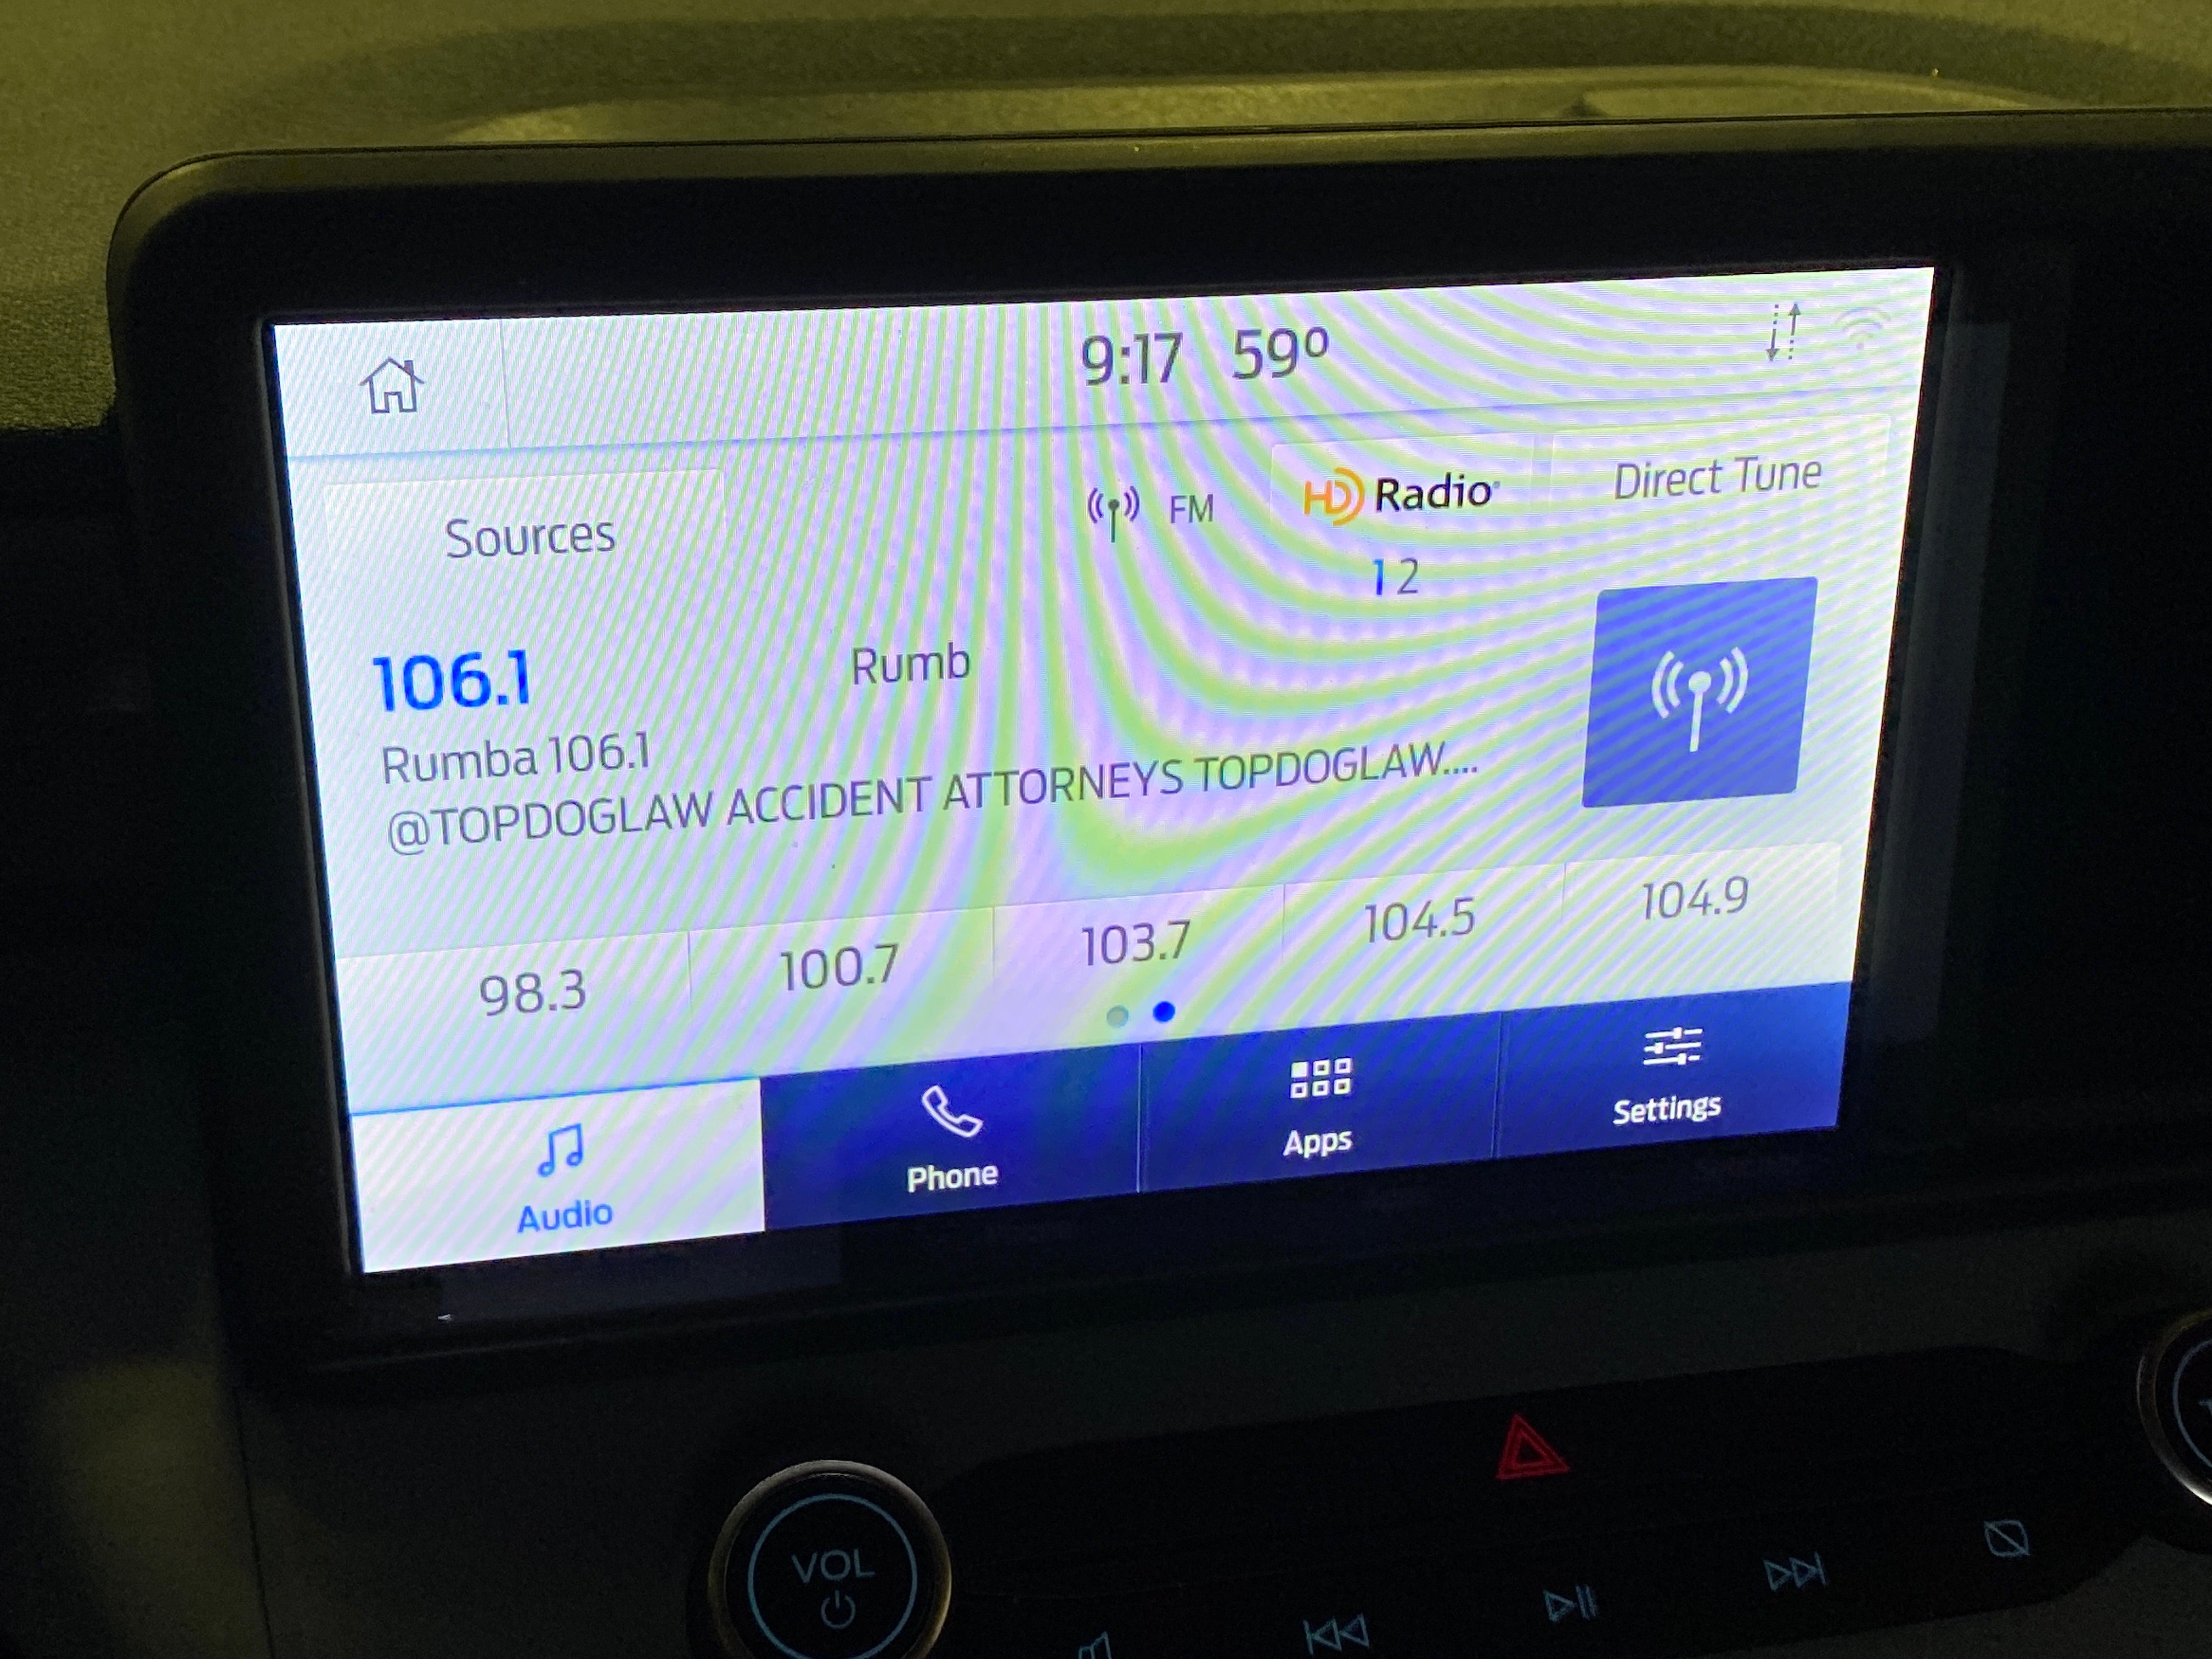 9:17 59º
Sources
FM
HD Radio
Direct Tune
1 2
106.1
Rumb
Rumba 106.1
@TOPDOGLAW ACCIDENT ATTORNEYS TOPDOGLAW....
98.3
100.7
103.7
104.5
104.9
Audio
Phone
Apps
Settings
VOL